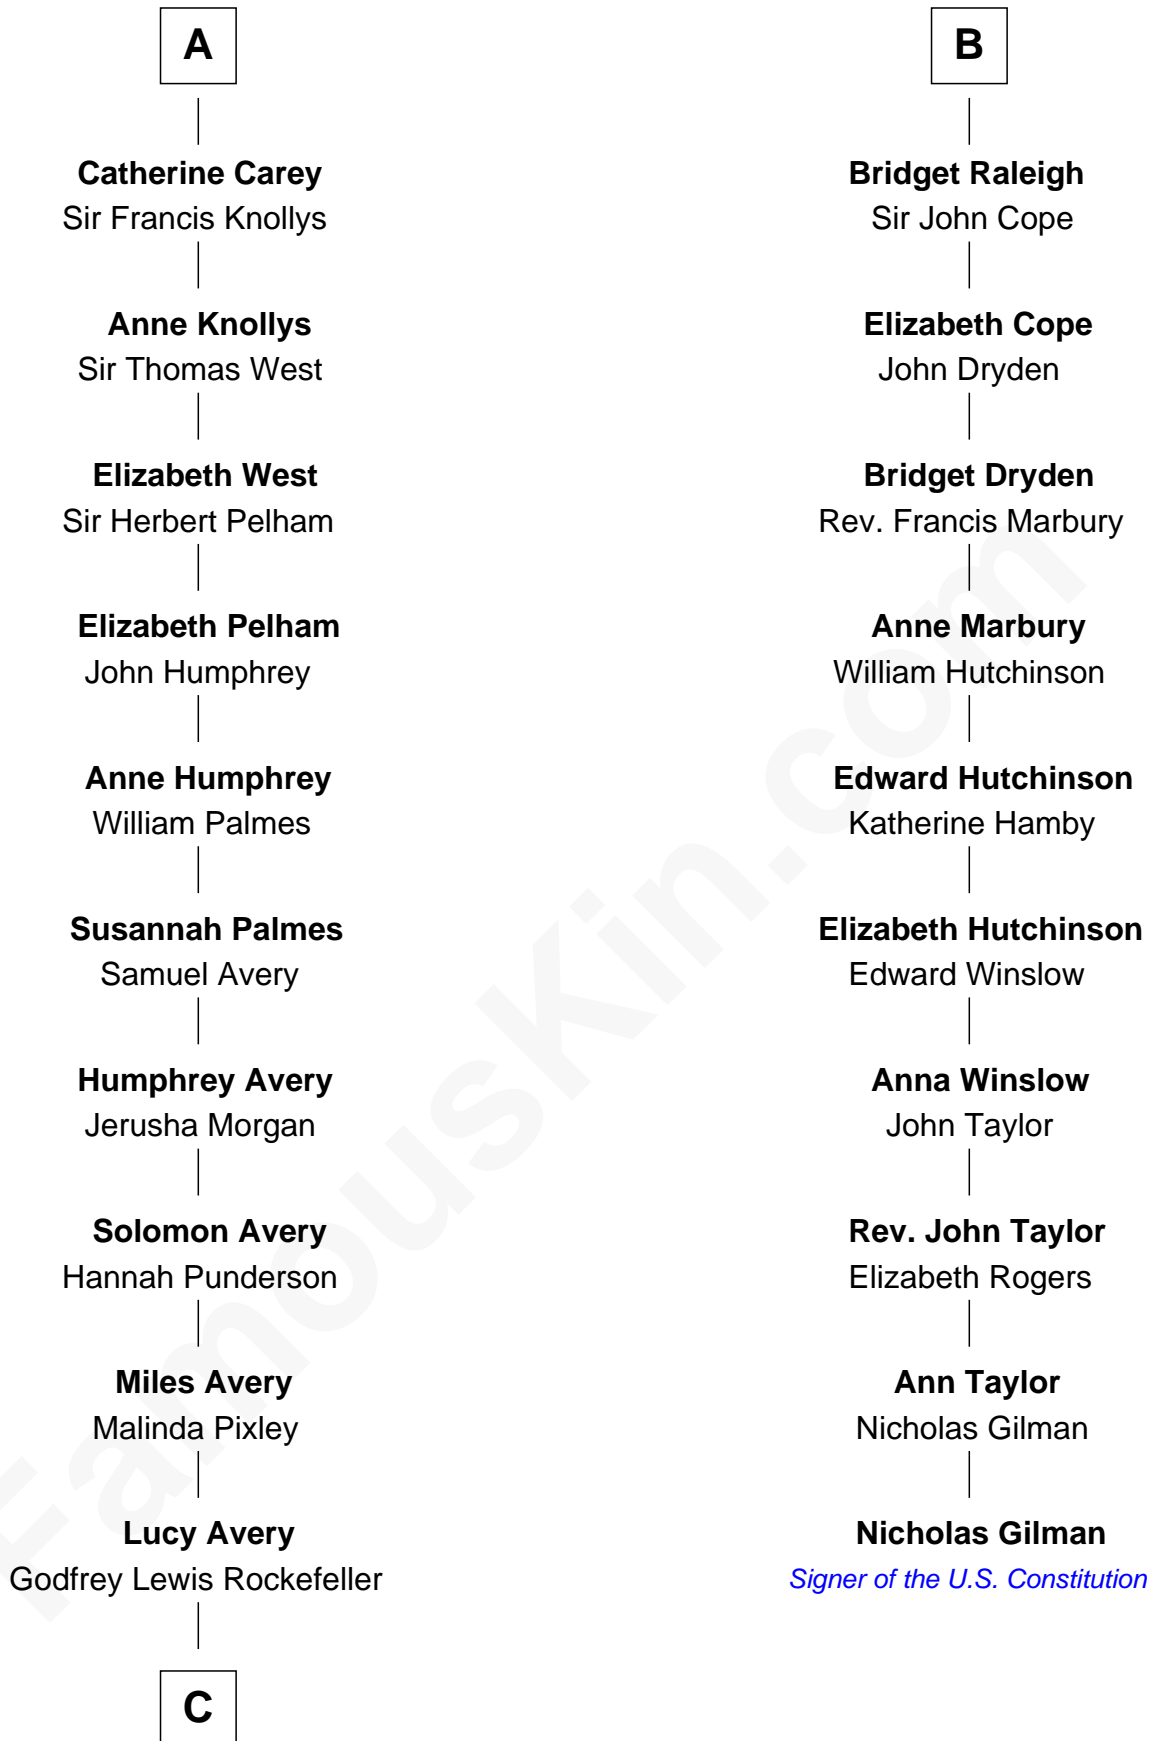 A
Catherine Carey
Sir Francis Knollys
Anne Knollys
Sir Thomas West
Elizabeth West
Sir Herbert Pelham
Elizabeth Pelham
John Humphrey
Anne Humphrey
William Palmes
Susannah Palmes
Samuel Avery
Humphrey Avery
Jerusha Morgan
Solomon Avery
Hannah Punderson
Miles Avery
Malinda Pixley
Lucy Avery
Godfrey Lewis Rockefeller
C
B
Bridget Raleigh
Sir John Cope
Elizabeth Cope
John Dryden
Bridget Dryden
Rev. Francis Marbury
Anne Marbury
William Hutchinson
Edward Hutchinson
Katherine Hamby
Elizabeth Hutchinson
Edward Winslow
Anna Winslow
John Taylor
Rev. John Taylor
Elizabeth Rogers
Ann Taylor
Nicholas Gilman
Nicholas Gilman
Signer of the U.S. Constitution
FamousKin.com